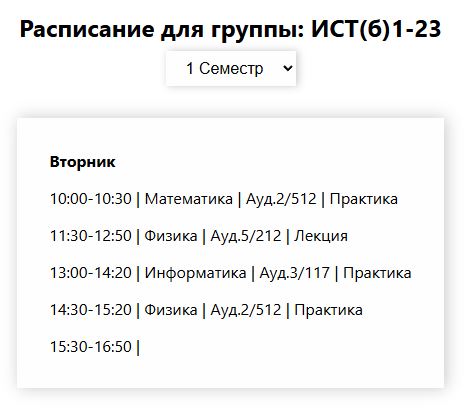 Расписание для группы: ИСТ(б)1-23
1 Семестр
Вторник
10:00-10:30 | Математика | Ауд.2/512 | Практика
11:30-12:50 | Физика | Ауд.5/212 | Лекция
13:00-14:20 | Информатика | Ауд.3/117 | Практика
14:30-15:20 | Физика | Ауд.2/512 | Практика
15:30-16:50 |